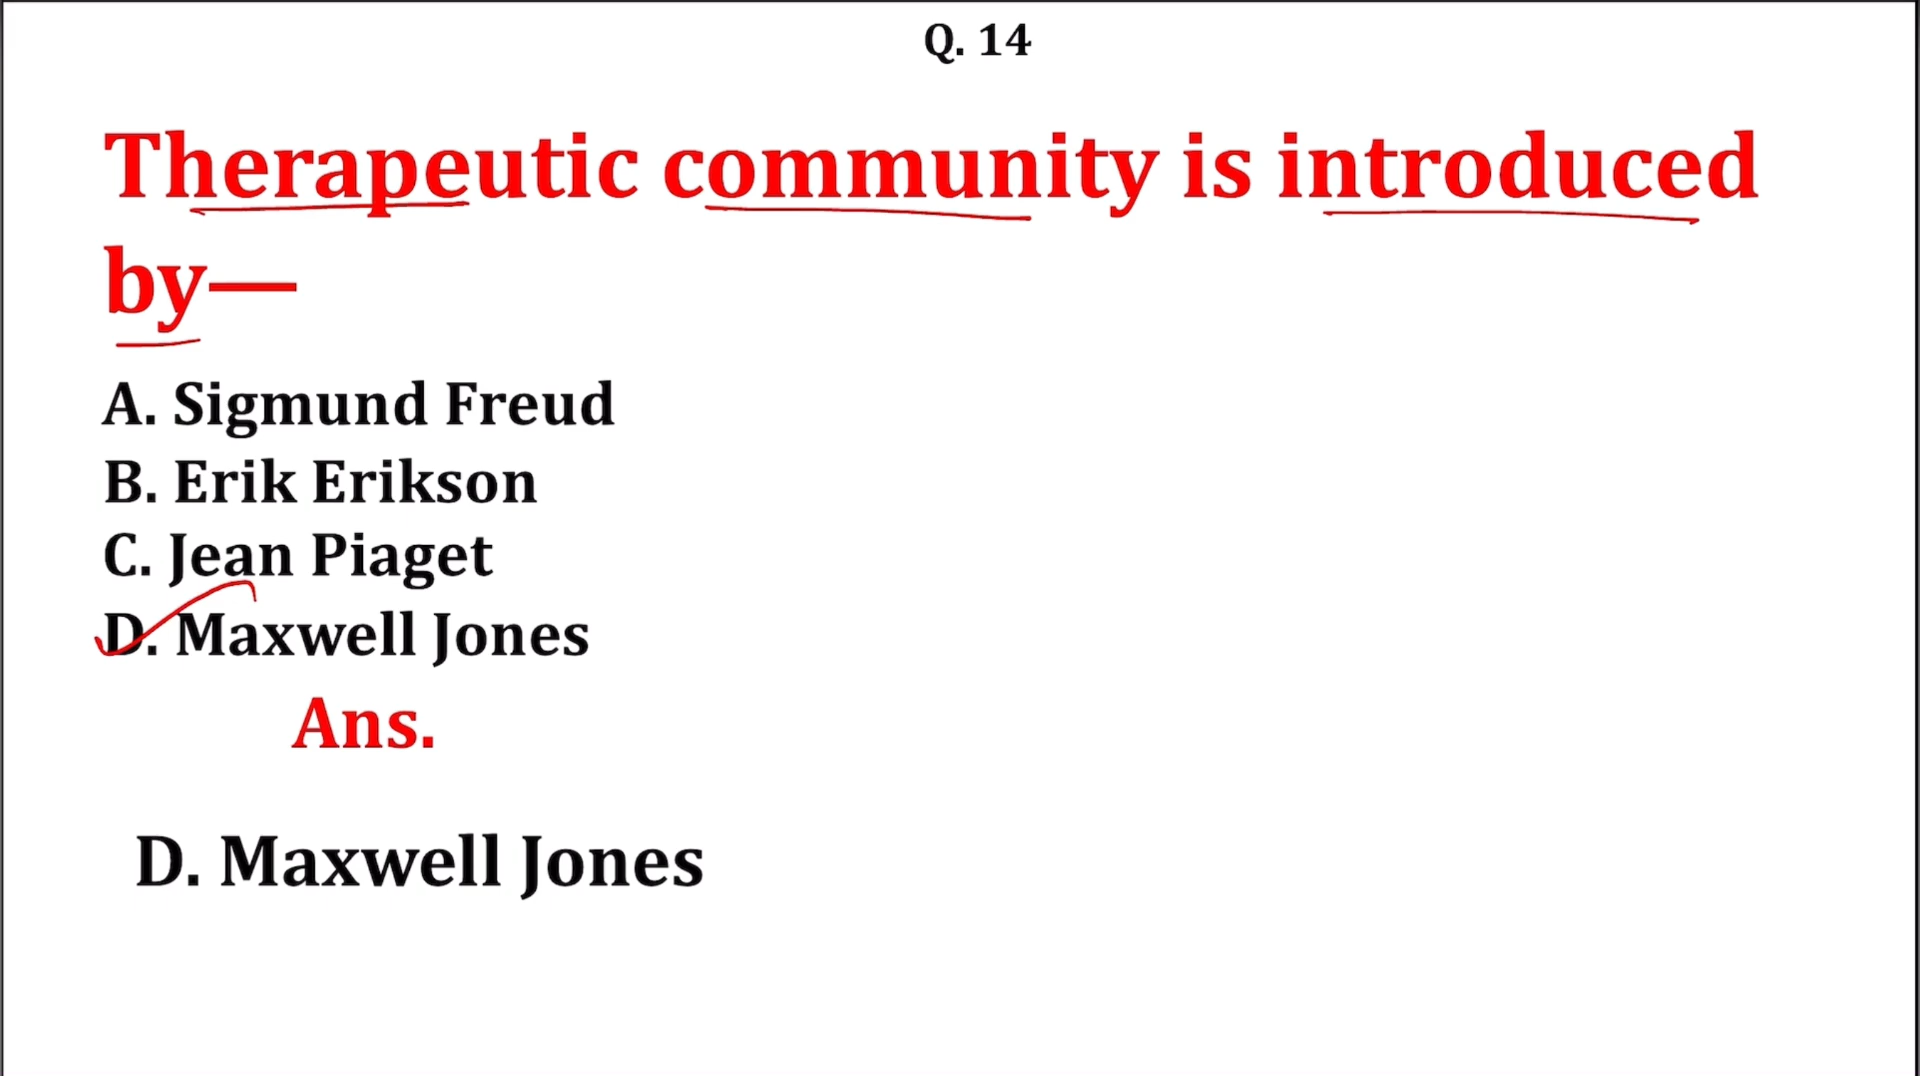 Q. 14
Therapeutic community is introduced
by—
A. Sigmund Freud
B. Erik Erikson
C. Jean Piaget
D. Maxwell Jones
Ans.
D. Maxwell Jones